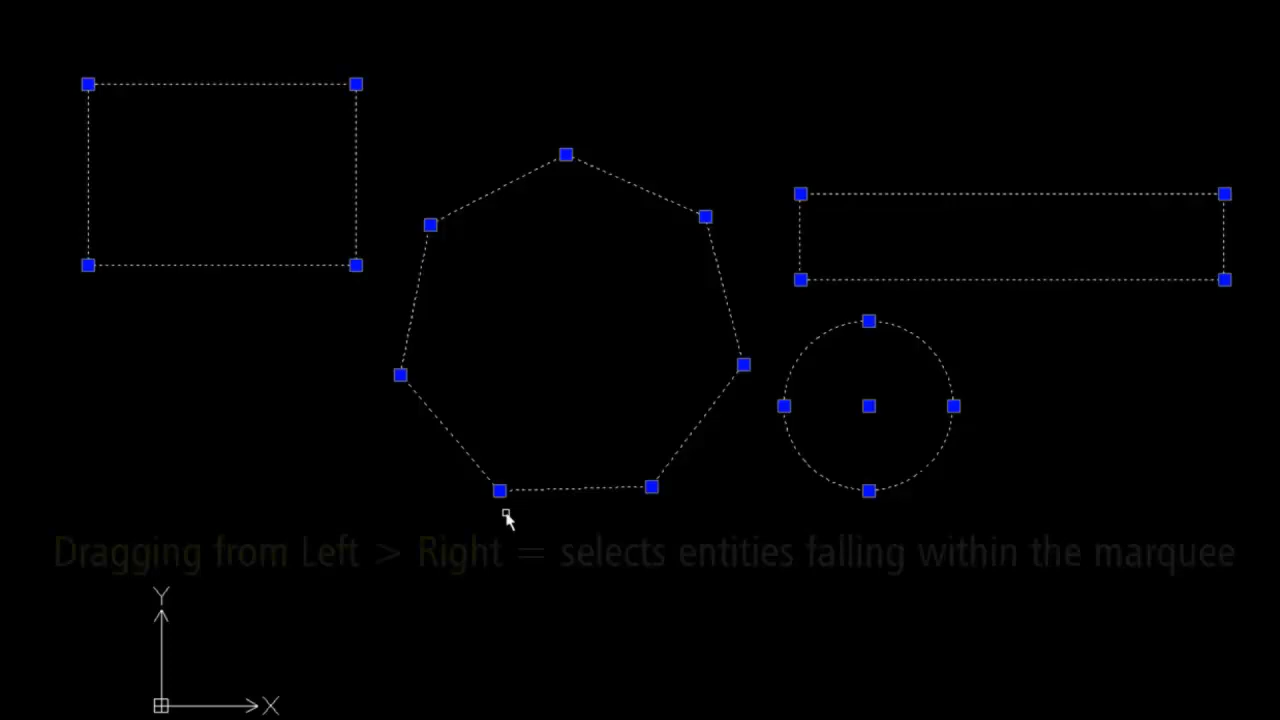 Dragging from Left > Right = selects entities falling within the marquee
Y
X